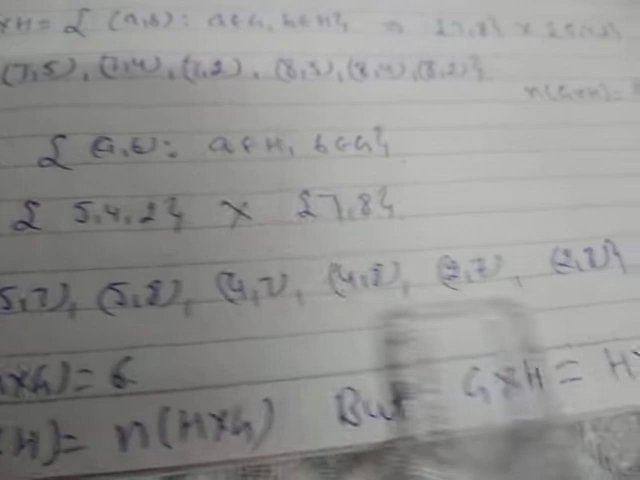 ×H = { (a,b) : a∈G, b∈H} = {7,8} × {5,4,2}
(7,5), (7,4), (7,2), (8,5), (8,4), (8,2)}
n(G×H) =
{ (a,b) : a∈H, b∈G}
{ 5,4,2} × {7,8}
5,7), (5,8), (4,7), (4,8), (2,7), (2,8)}
×G) = 6
H) = n(H×G) But G×H = H×